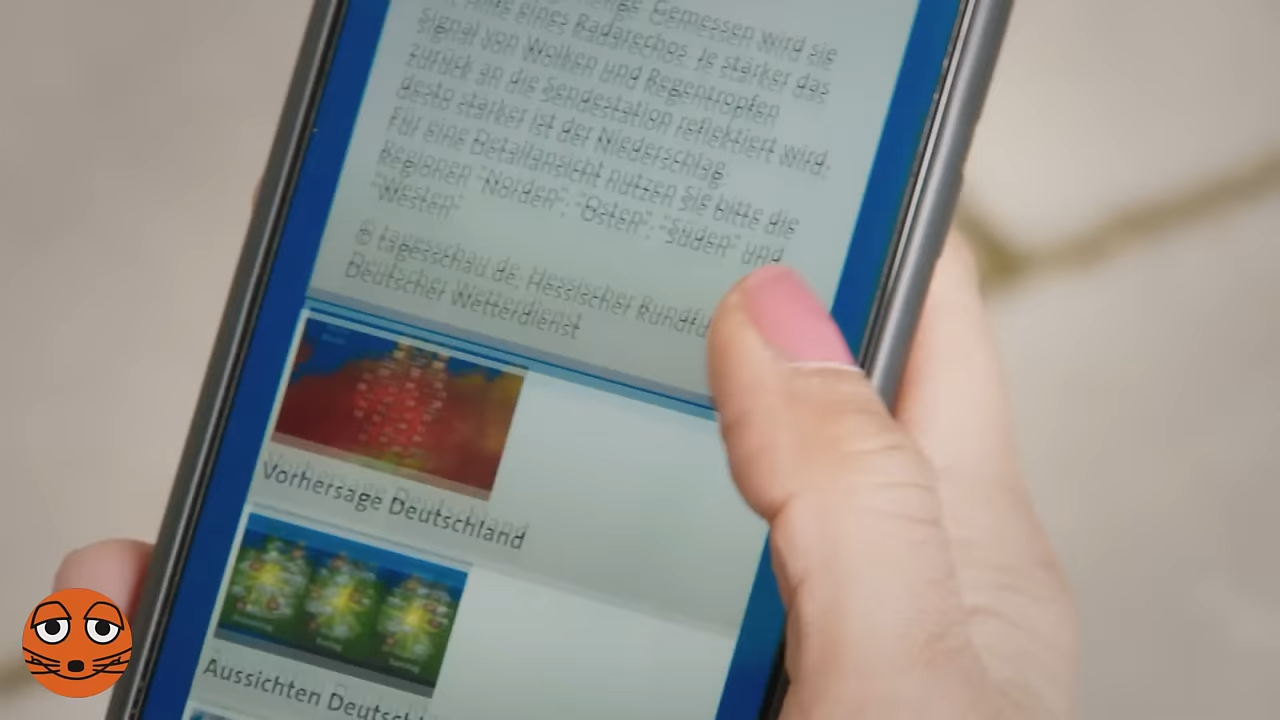 Gemessen wird sie
eines Radarechos. Je stärker das
Signal von Wolken und Regentropfen
zurück an die Sendestation reflektiert wird,
desto stärker ist der Niederschlag.
Für eine Detailansicht nutzen Sie bitte die
Regionen "Norden", "Osten", "Süden" und
"Westen"
© tagesschau.de, Hessischer
Deutscher Wetterdienst
Vorhersage Deutschland
Aussichten